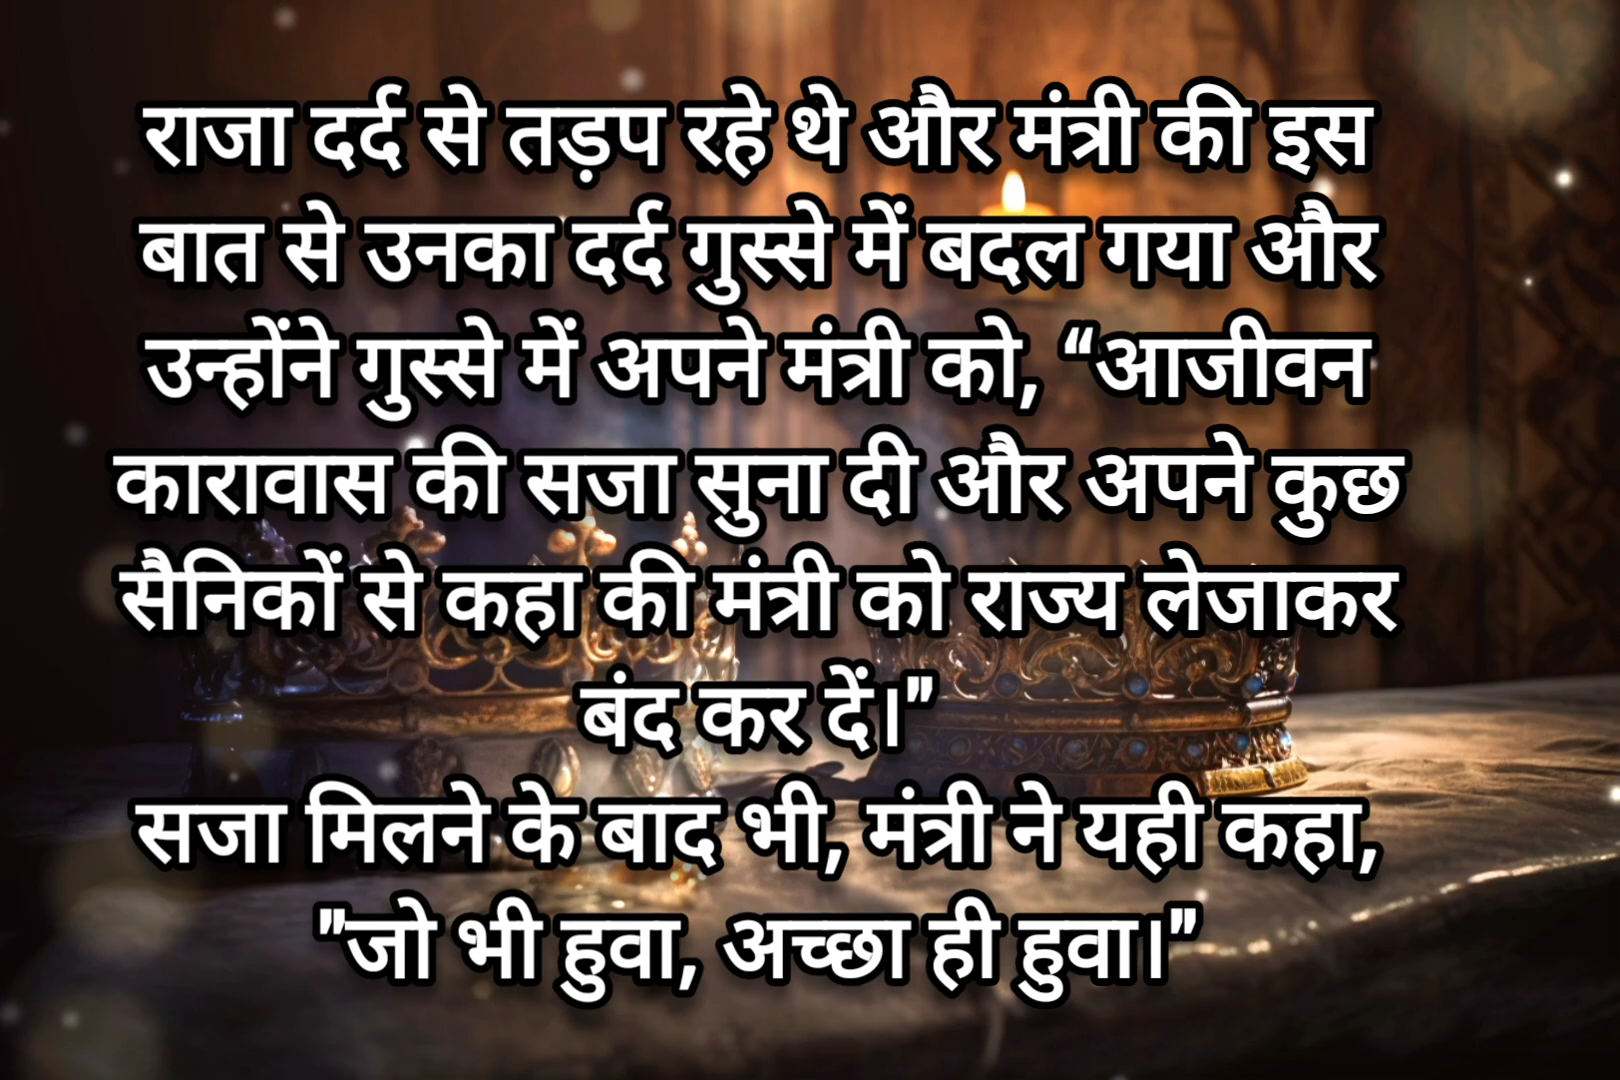 राजा दर्द से तड़प रहे थे और मंत्री की इस
बात से उनका दर्द गुस्से में बदल गया और
उन्होंने गुस्से में अपने मंत्री को, “आजीवन
कारावास की सजा सुना दी और अपने कुछ
सैनिकों से कहा की मंत्री को राज्य लेजाकर
बंद कर दें।"
सजा मिलने के बाद भी, मंत्री ने यही कहा,
"जो भी हुवा, अच्छा ही हुवा।"